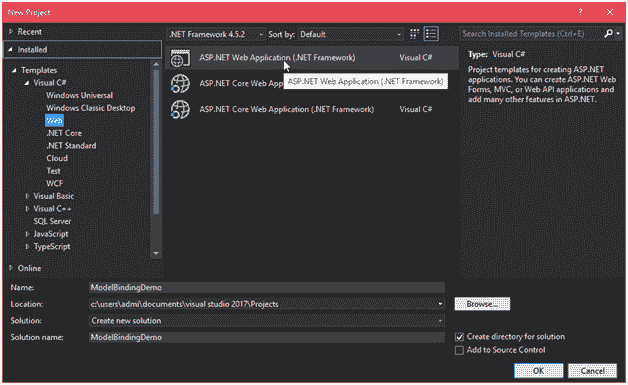 New Project
Recent
.NET Framework 4.5.2 Sort by: Default
Search Installed Templates (Ctrl+E)
Installed
Templates
Visual C#
Windows Universal
Windows Classic Desktop
Web
.NET Core
.NET Standard
Cloud
Test
WCF
Visual Basic
Visual C++
SQL Server
JavaScript
TypeScript
Online
ASP.NET Web Application (.NET Framework) Visual C#
ASP.NET Core Web App
ASP.NET Web Application (.NET Framework)
ASP.NET Core Web Application (.NET Framework) Visual C#
Type: Visual C#
Project templates for creating ASP.NET
applications. You can create ASP.NET Web
Forms, MVC, or Web API applications and
add many other features in ASP.NET.
Name: ModelBindingDemo
Location: c:\users\admi\documents\visual studio 2017\Projects Browse...
Solution: Create new solution
Solution name: ModelBindingDemo
Create directory for solution
Add to Source Control
OK Cancel